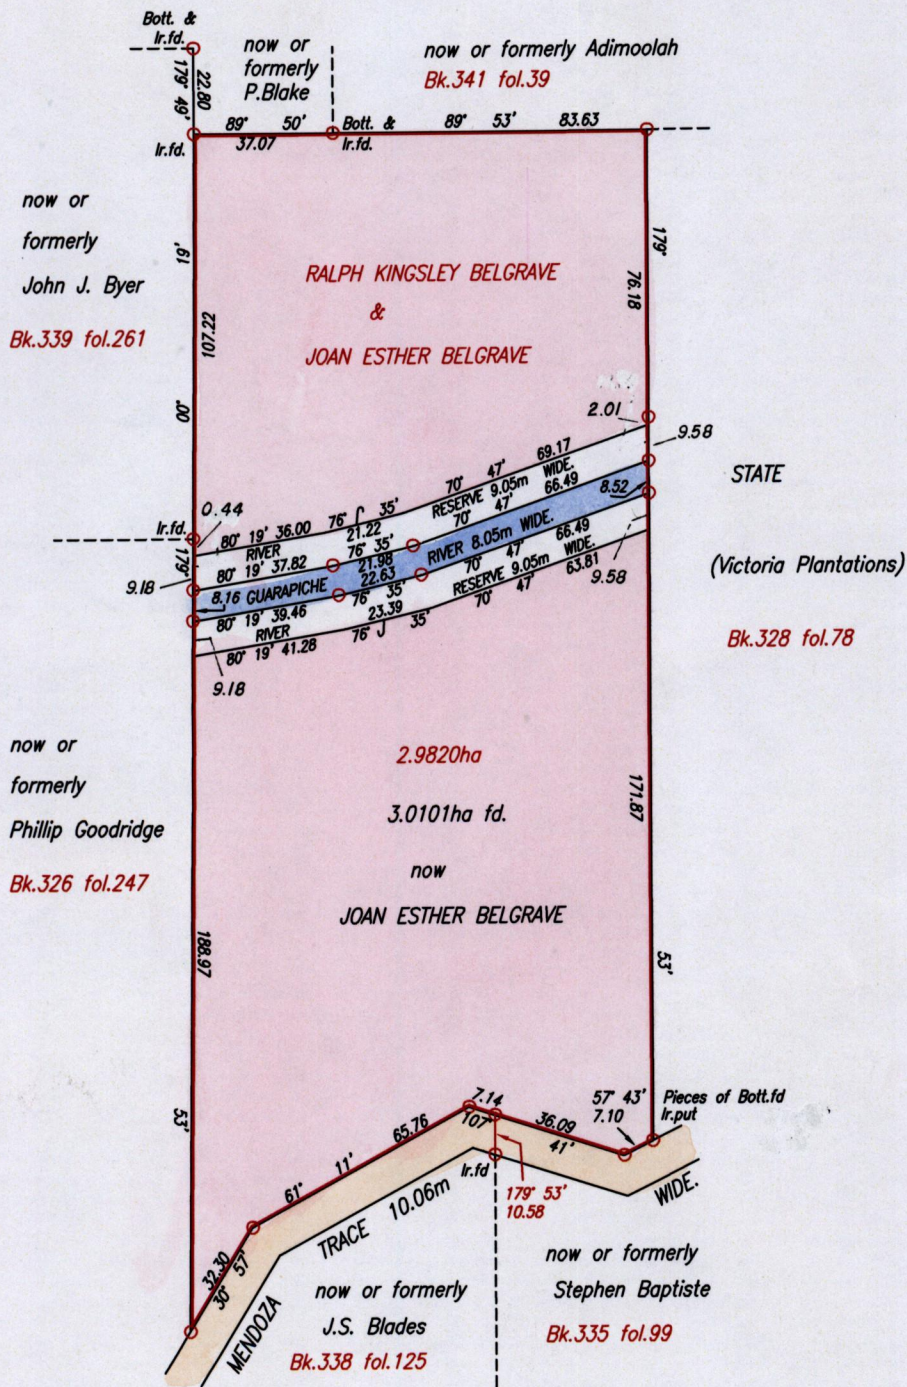 Bott. &
Ir.fd.
22.80
179° 49'
now or
formerly
P.Blake
now or formerly Adimoolah
Bk.341 fol.39
89° 50'
37.07
Ir.fd.
Bott. &
Ir.fd.
89° 53' 83.63
now or
formerly
John J. Byer
Bk.339 fol.261
19'
107.22
00°
RALPH KINGSLEY BELGRAVE
&
JOAN ESTHER BELGRAVE
179°
76.18
2.01
9.58
STATE
(Victoria Plantations)
Bk.328 fol.78
Ir.fd.
0.44
179°
9.18
8.16
9.18
80° 19' 36.00 76° 35' 70° 47' 69.17
21.22
RIVER RESERVE 9.05m WIDE.
80° 19' 37.82 76° 35' 70° 47' 66.49
21.98
8.52
GUARAPICHE RIVER 8.05m WIDE.
22.63
80° 19' 39.46 76° 35' 70° 47' 66.49
RIVER RESERVE 9.05m WIDE.
23.39
80° 19' 41.28 76° 35' 70° 47' 63.81
9.58
now or
formerly
Phillip Goodridge
Bk.326 fol.247
2.9820ha
3.0101ha fd.
now
JOAN ESTHER BELGRAVE
171.87
53'
188.97
53'
57° 43'
7.10
Pieces of Bott.fd
Ir.put
7.14
107°
36.09
41'
65.76
61° 11'
Ir.fd
179° 53'
10.58
32.30
30° 57'
MENDOZA TRACE 10.06m WIDE.
now or formerly
J.S. Blades
Bk.338 fol.125
now or formerly
Stephen Baptiste
Bk.335 fol.99